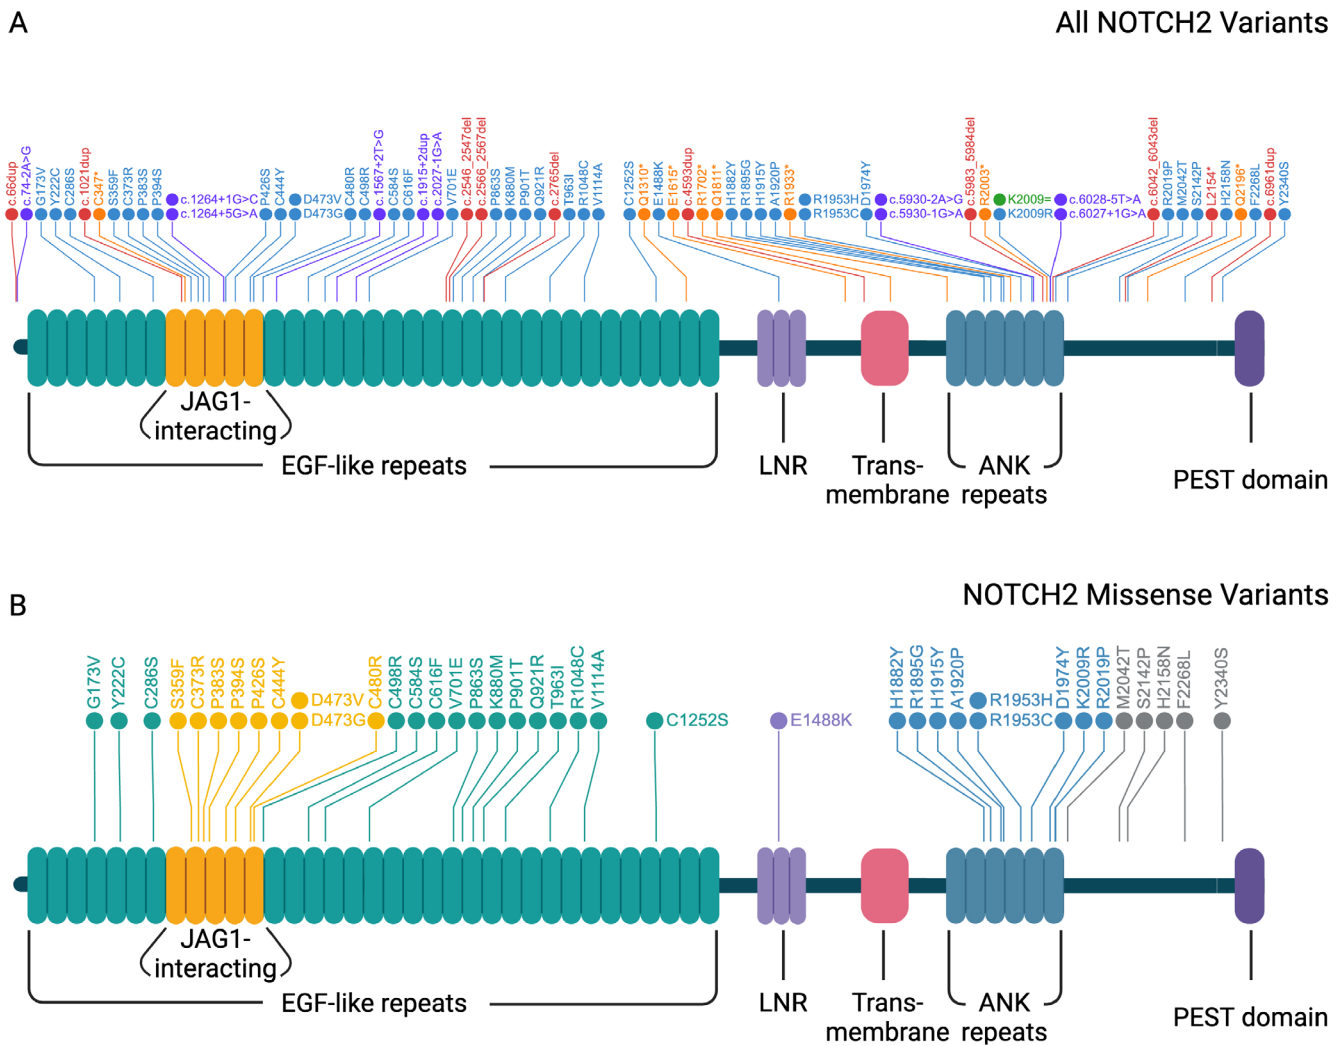 A
All NOTCH2 Variants
c.66dup
c.74-2A>G
G173V
Y222C
C286S
c.1021dup
C347*
S359F
C373R
P383S
P394S
c.1264+1G>C
c.1264+5G>A
P426S
C444Y
D473V
D473G
C480R
C498R
c.1567+2T>G
C584S
C616F
c.1915+2dup
c.2027-1G>A
V701E
c.2546_2547del
c.2566_2567del
P863S
K880M
P901T
Q921R
c.2765del
T963I
R1048C
V1114A
C1252S
Q1310*
E1488K
E1615*
c.4593dup
R1702*
Q1811*
H1882Y
R1895G
H1915Y
A1920P
R1933*
R1953H
R1953C
D1974Y
c.5930-2A>G
c.5930-1G>A
c.5983_5984del
R2003*
K2009=
K2009R
c.6028-5T>A
c.6027+1G>A
c.6042_6043del
R2019P
M2042T
S2142P
L2154*
H2158N
Q2196*
F2268L
c.6961dup
Y2340S
JAG1-
interacting
EGF-like repeats
LNR
Trans-
membrane
ANK
repeats
PEST domain
B
NOTCH2 Missense Variants
G173V
Y222C
C286S
S359F
C373R
P383S
P394S
P426S
C444Y
D473V
D473G
C480R
C498R
C584S
C616F
V701E
P863S
K880M
P901T
Q921R
T963I
R1048C
V1114A
C1252S
E1488K
H1882Y
R1895G
H1915Y
A1920P
R1953H
R1953C
D1974Y
K2009R
R2019P
M2042T
S2142P
H2158N
F2268L
Y2340S
JAG1-
interacting
EGF-like repeats
LNR
Trans-
membrane
ANK
repeats
PEST domain